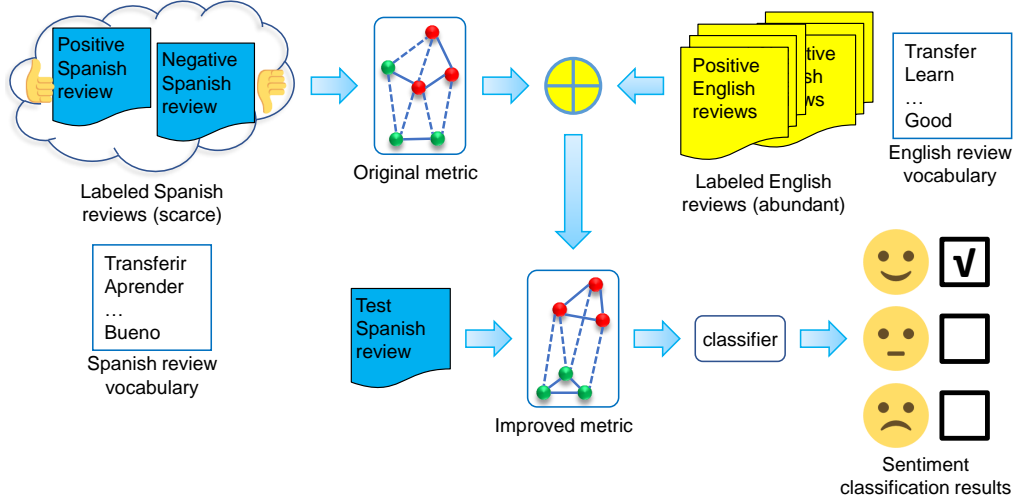 Positive
Spanish
review
Negative
Spanish
review
Labeled Spanish
reviews (scarce)
Original metric
Positive
English
reviews
Labeled English
reviews (abundant)
Transfer
Learn
…
Good
English review
vocabulary
Transferir
Aprender
…
Bueno
Spanish review
vocabulary
Test
Spanish
review
Improved metric
classifier
√
Sentiment
classification results